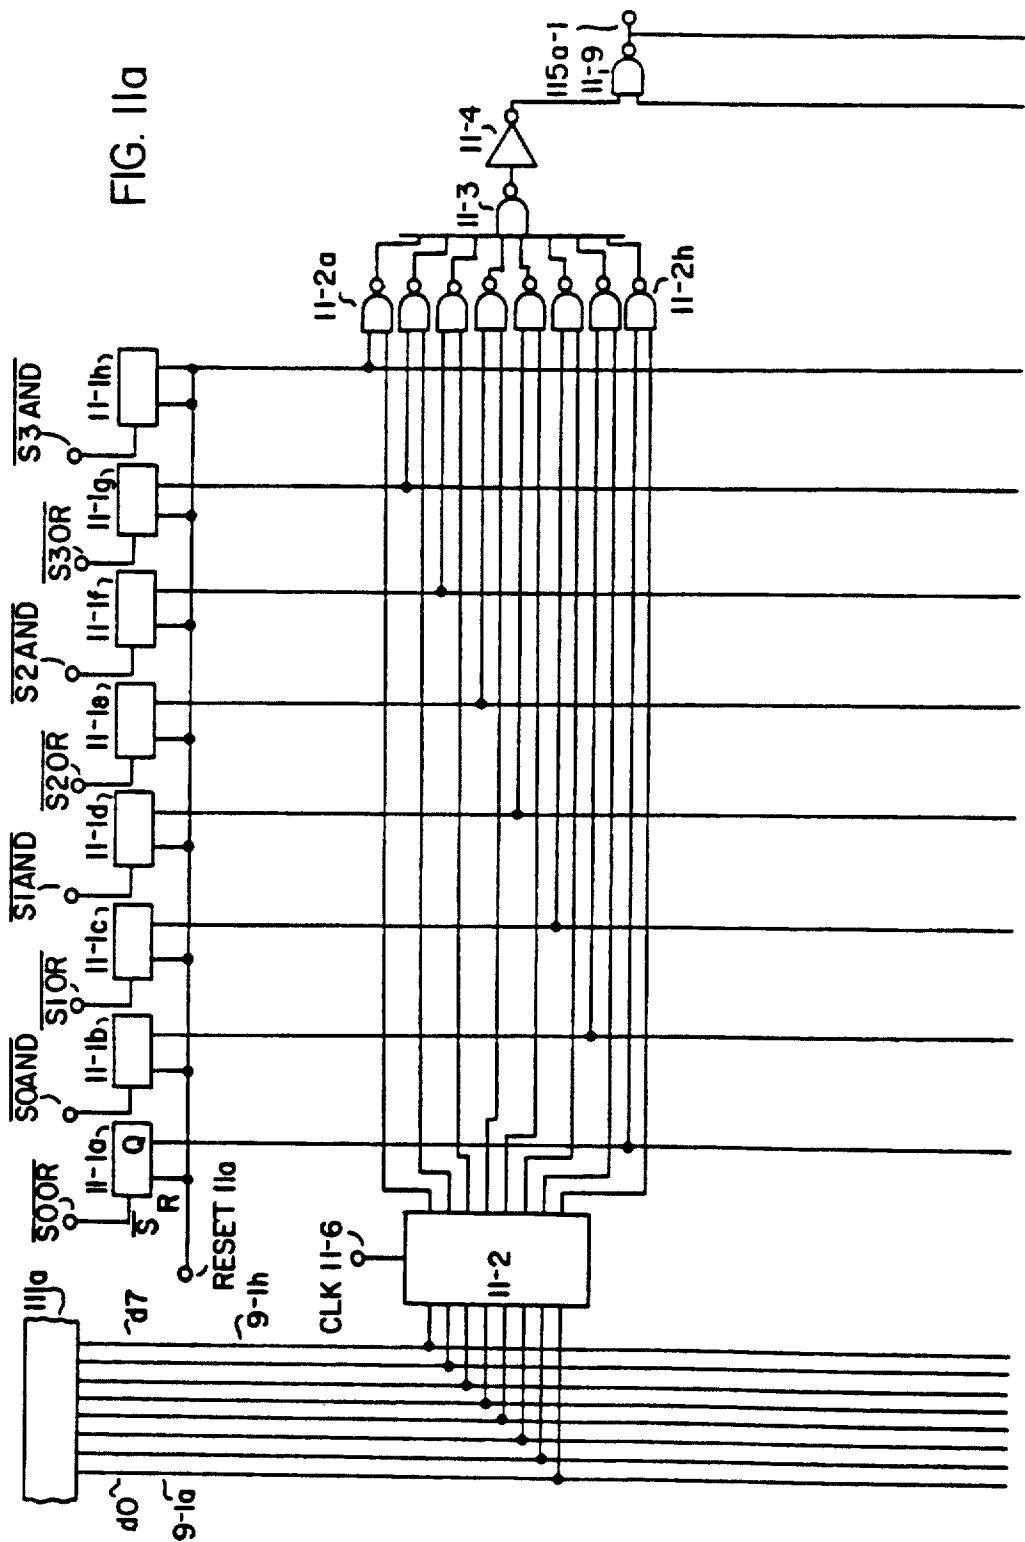 FIG. 11a
S0OR
S0AND
S1OR
S1AND
S2OR
S2AND
S3OR
S3AND
11-1a
11-1b
11-1c
11-1d
11-1e
11-1f
11-1g
11-1h
Q
S
R
RESET 11a
111a
d7
9-1h
d0
9-1a
CLK 11-6
11-2
11-2a
11-2h
11-3
11-4
115a-1
11-9